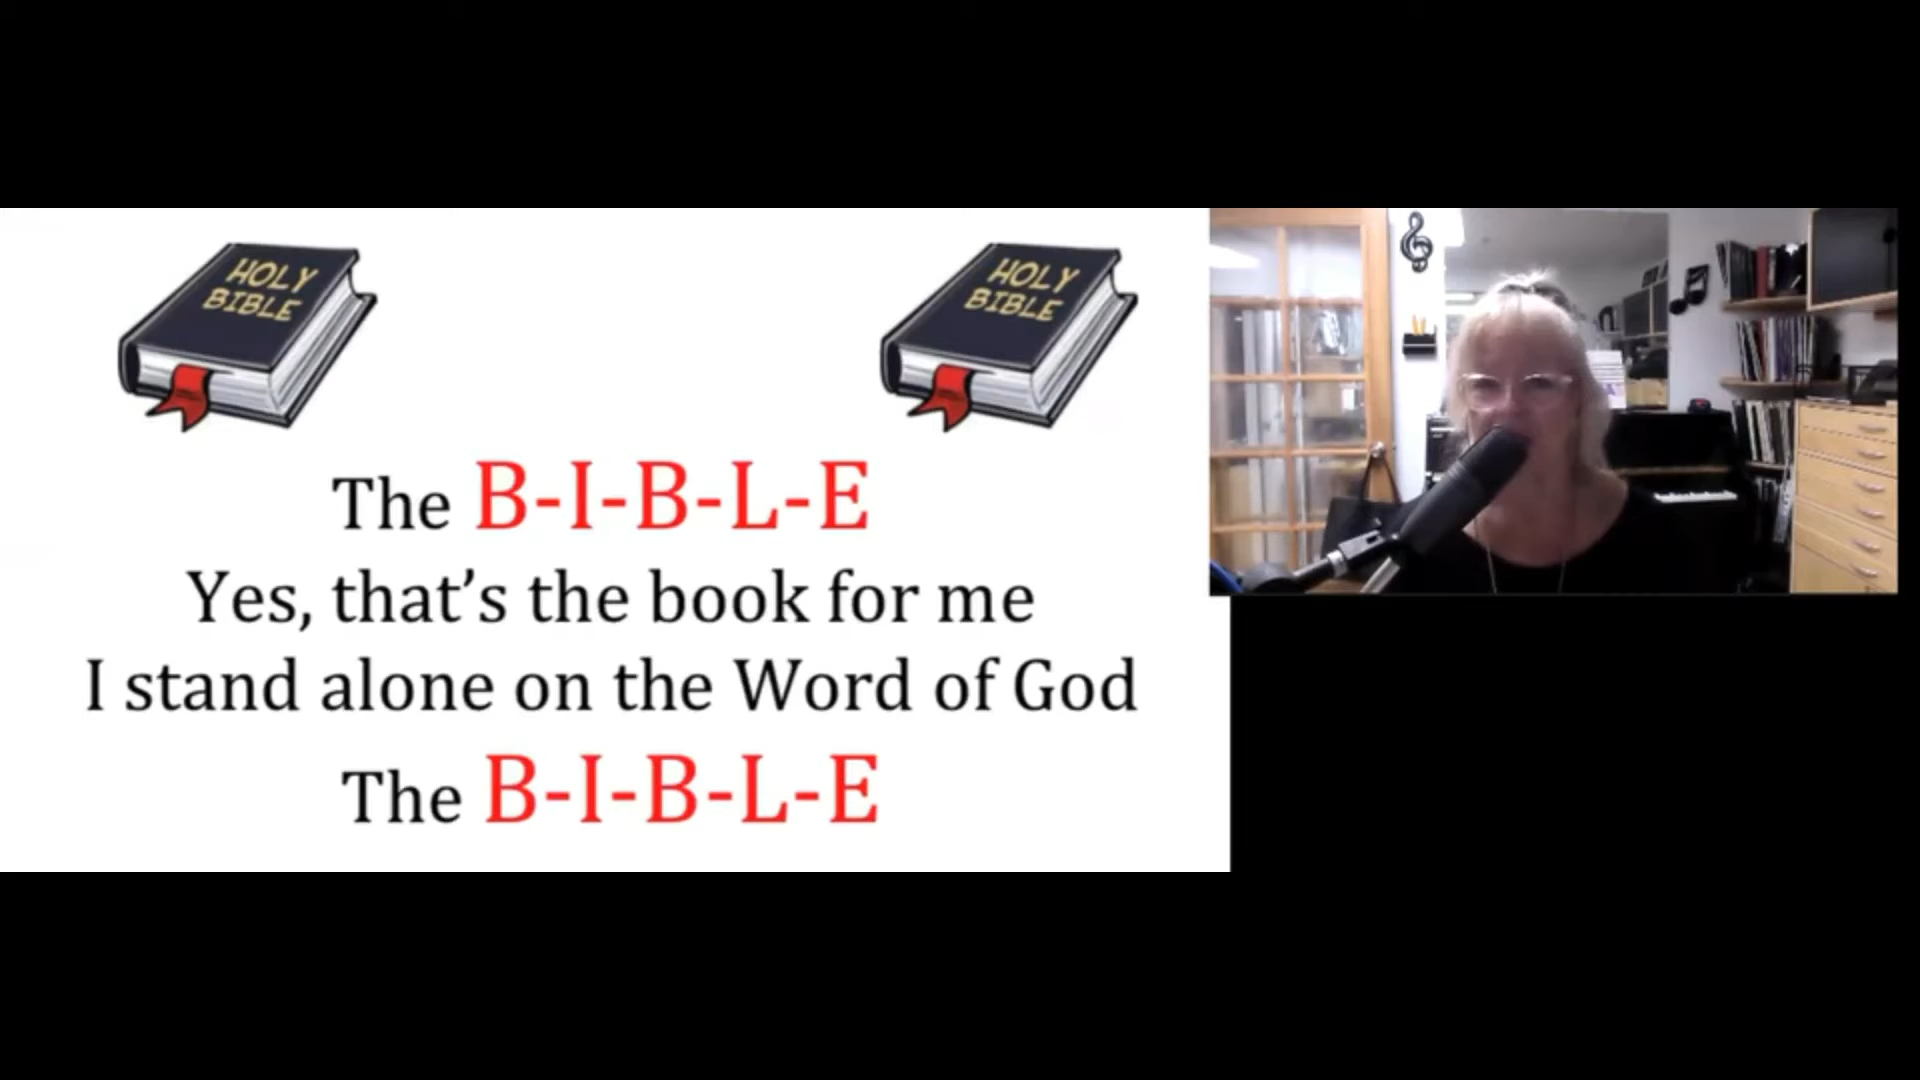 HOLY
BIBLE
HOLY
BIBLE
The B-I-B-L-E
Yes, that’s the book for me
I stand alone on the Word of God
The B-I-B-L-E